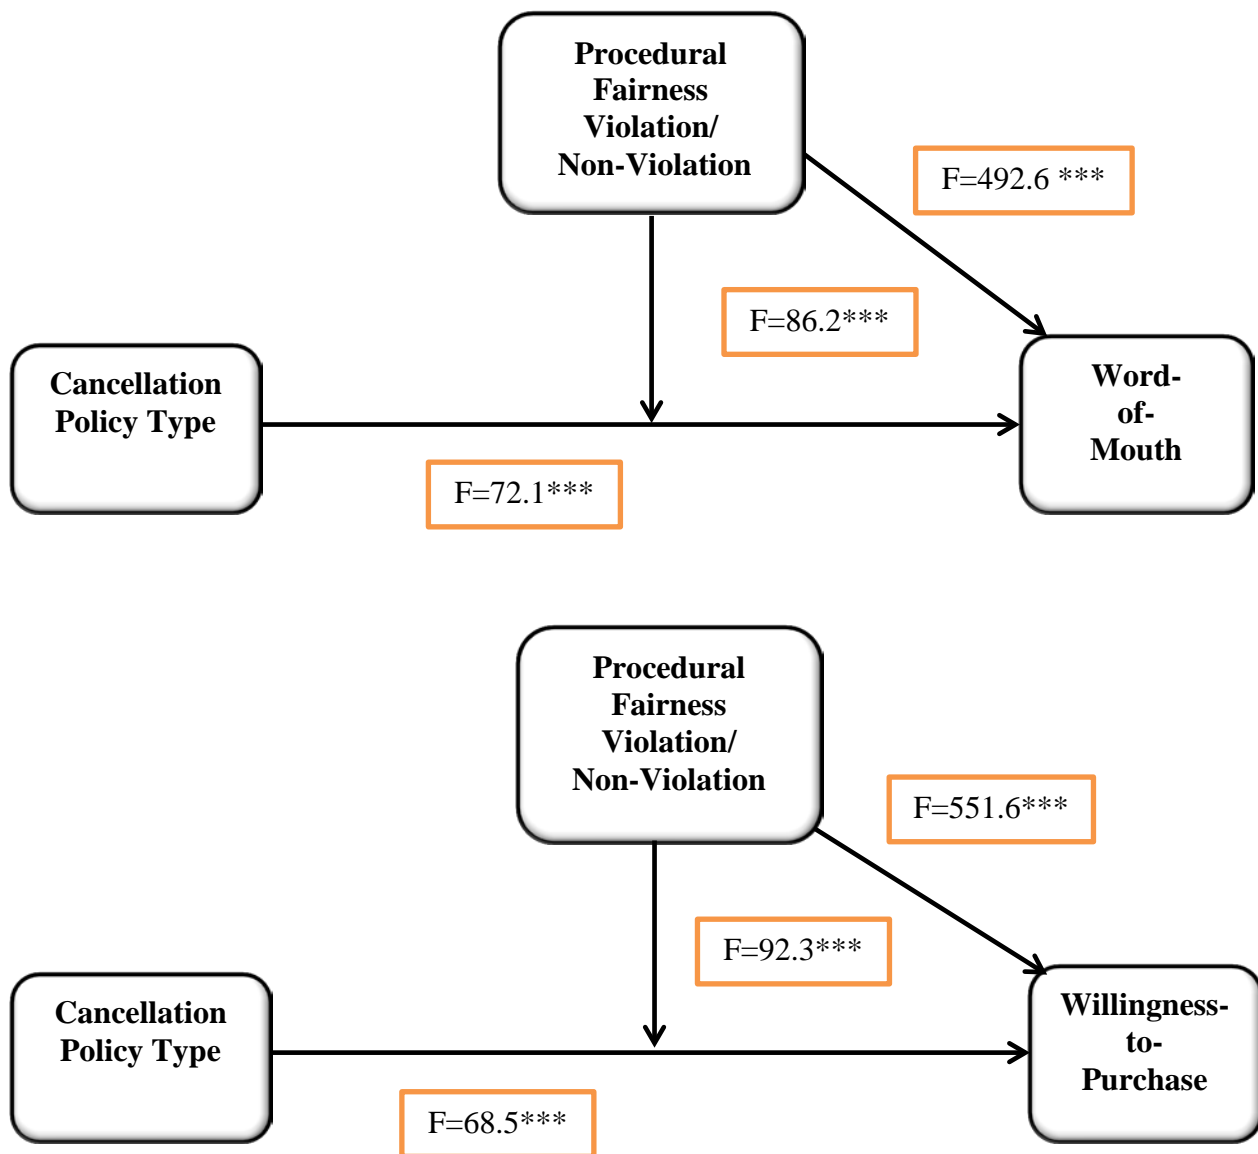 Procedural
Fairness
Violation/
Non-Violation
F=492.6 ***
F=86.2***
Cancellation
Policy Type
Word-
of-
Mouth
F=72.1***
Procedural
Fairness
Violation/
Non-Violation
F=551.6***
F=92.3***
Cancellation
Policy Type
Willingness-
to-
Purchase
F=68.5***